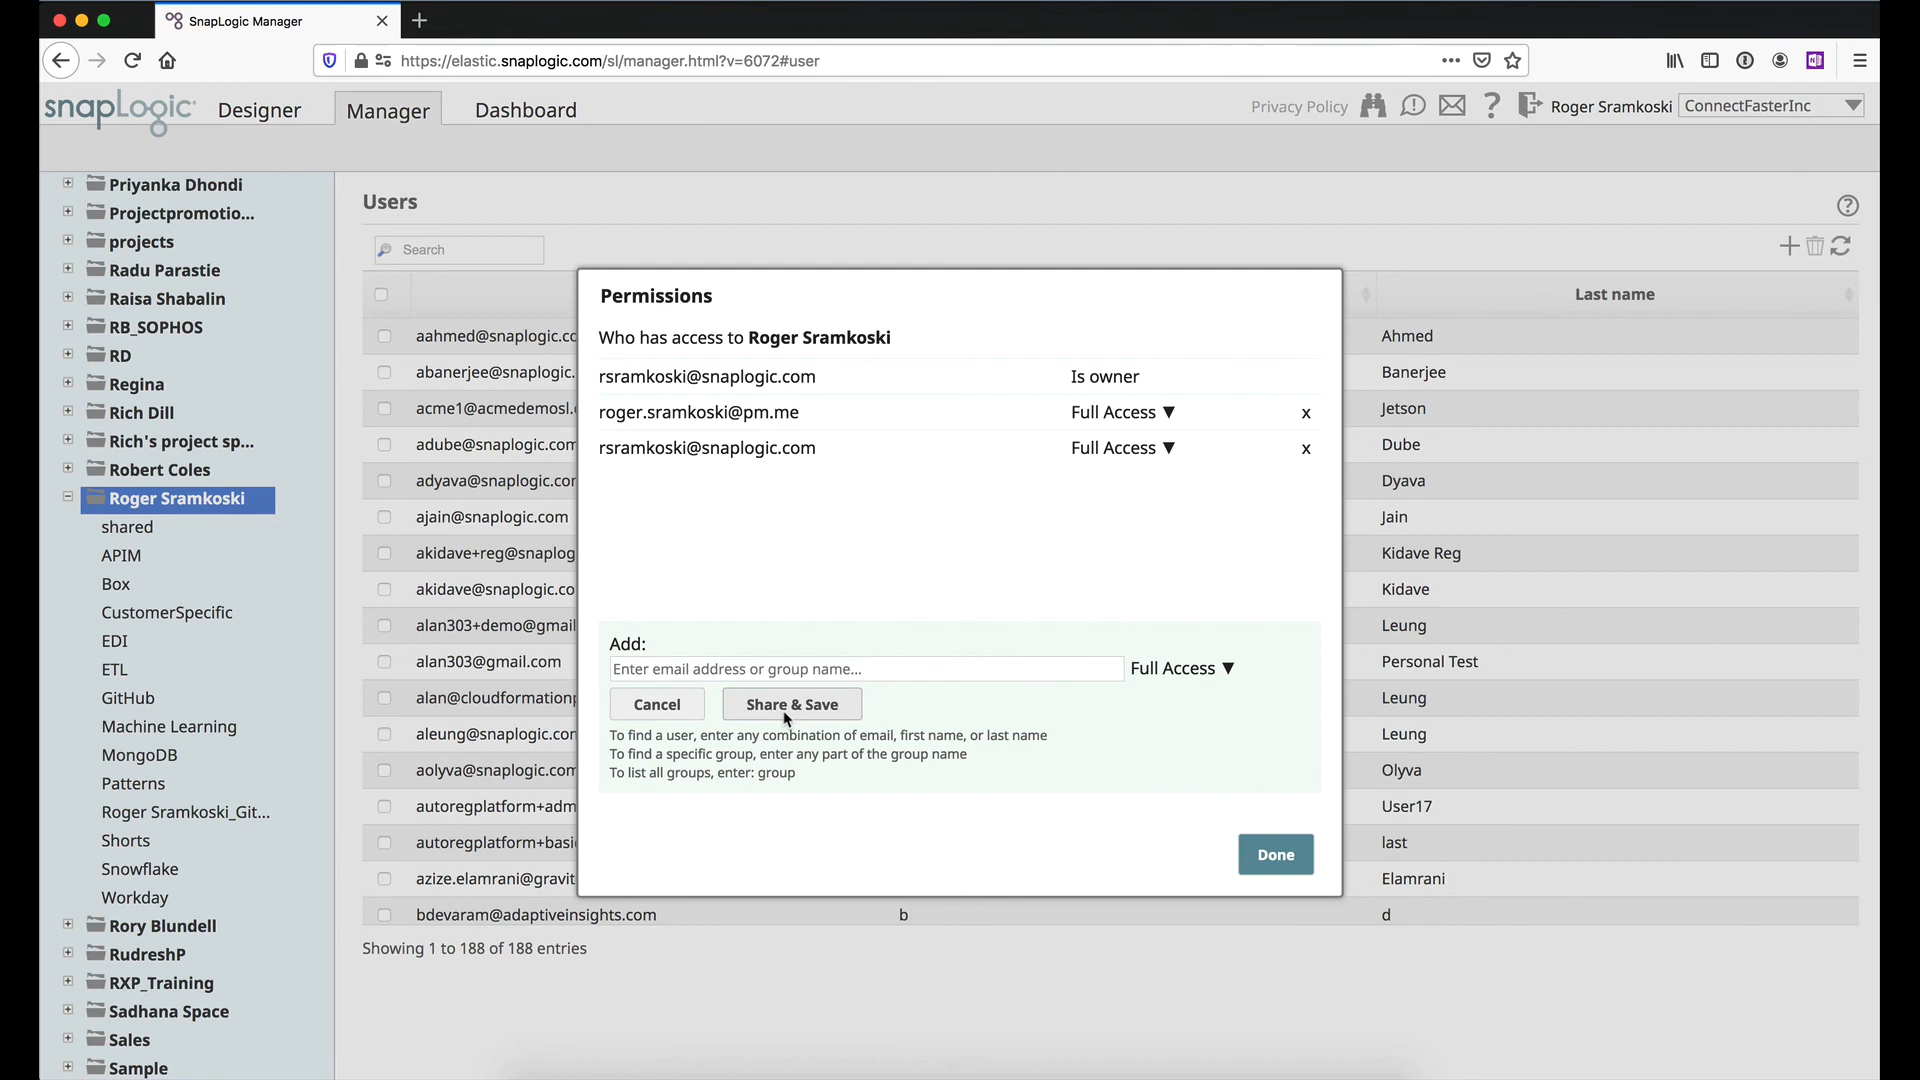 SnapLogic Manager
https://elastic.snaplogic.com/sl/manager.html?v=6072#user
snapLogic
Designer
Manager
Dashboard
Privacy Policy
Roger Sramkoski
ConnectFasterInc
Priyanka Dhondi
Projectpromotio...
projects
Radu Parastie
Raisa Shabalin
RB_SOPHOS
RD
Regina
Rich Dill
Rich's project sp...
Robert Coles
Roger Sramkoski
shared
APIM
Box
CustomerSpecific
EDI
ETL
GitHub
Machine Learning
MongoDB
Patterns
Roger Sramkoski_Git...
Shorts
Snowflake
Workday
Rory Blundell
RudreshP
RXP_Training
Sadhana Space
Sales
Sample
Users
Search
Last name
aahmed@snaplogic.co Ahmed
abanerjee@snaplogic. Banerjee
acme1@acmedemosl. Jetson
adube@snaplogic.com Dube
adyava@snaplogic.co Dyava
ajain@snaplogic.com Jain
akidave+reg@snaplog Kidave Reg
akidave@snaplogic.co Kidave
alan303+demo@gmail Leung
alan303@gmail.com Personal Test
alan@cloudformation Leung
aleung@snaplogic.com Leung
aolyva@snaplogic.com Olyva
autoregplatform+adm User17
autoregplatform+basi last
azize.elamrani@gravit Elamrani
bdevaram@adaptiveinsights.com b d
Showing 1 to 188 of 188 entries
Permissions
Who has access to Roger Sramkoski
rsramkoski@snaplogic.com Is owner
roger.sramkoski@pm.me Full Access ▼ x
rsramkoski@snaplogic.com Full Access ▼ x
Add:
Enter email address or group name... Full Access ▼
Cancel Share & Save
To find a user, enter any combination of email, first name, or last name
To find a specific group, enter any part of the group name
To list all groups, enter: group
Done